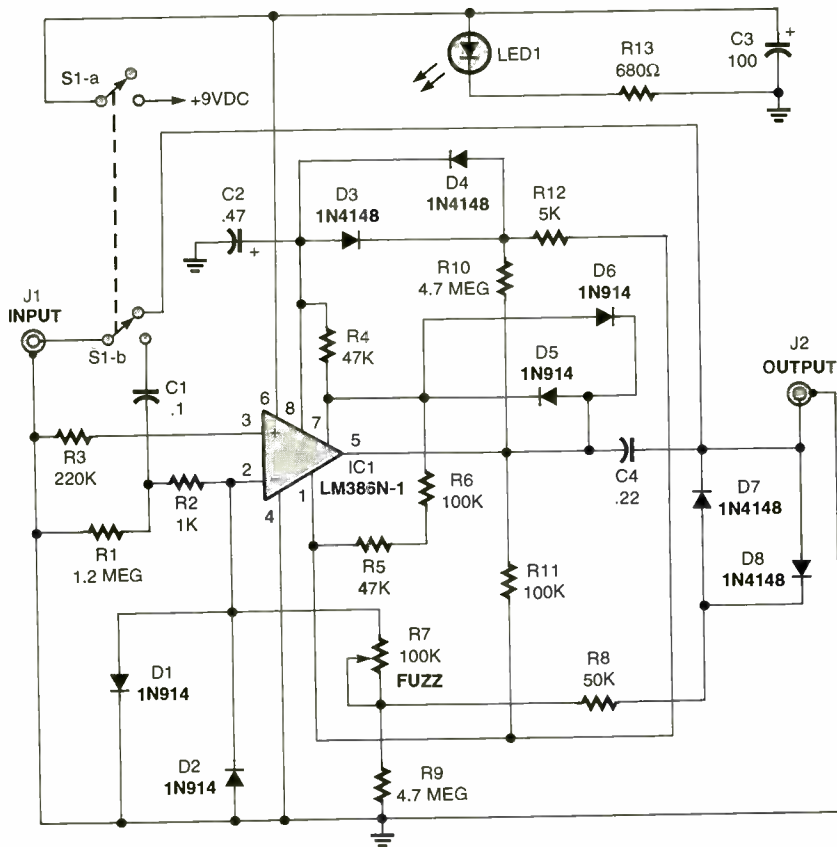 LED1
R13
680Ω
C3
100
+
S1-a
+9VDC
C2
.47
+
D3
1N4148
D4
1N4148
R12
5K
R10
4.7 MEG
D6
1N914
J1
INPUT
S1-b
R4
47K
D5
1N914
J2
OUTPUT
C1
.1
6
8
7
3
+
5
R3
220K
2
IC1
LM386N-1
1
4
R2
1K
R6
100K
C4
.22
D7
1N4148
R1
1.2 MEG
R5
47K
R11
100K
D8
1N4148
R7
100K
FUZZ
R8
50K
D1
1N914
D2
1N914
R9
4.7 MEG